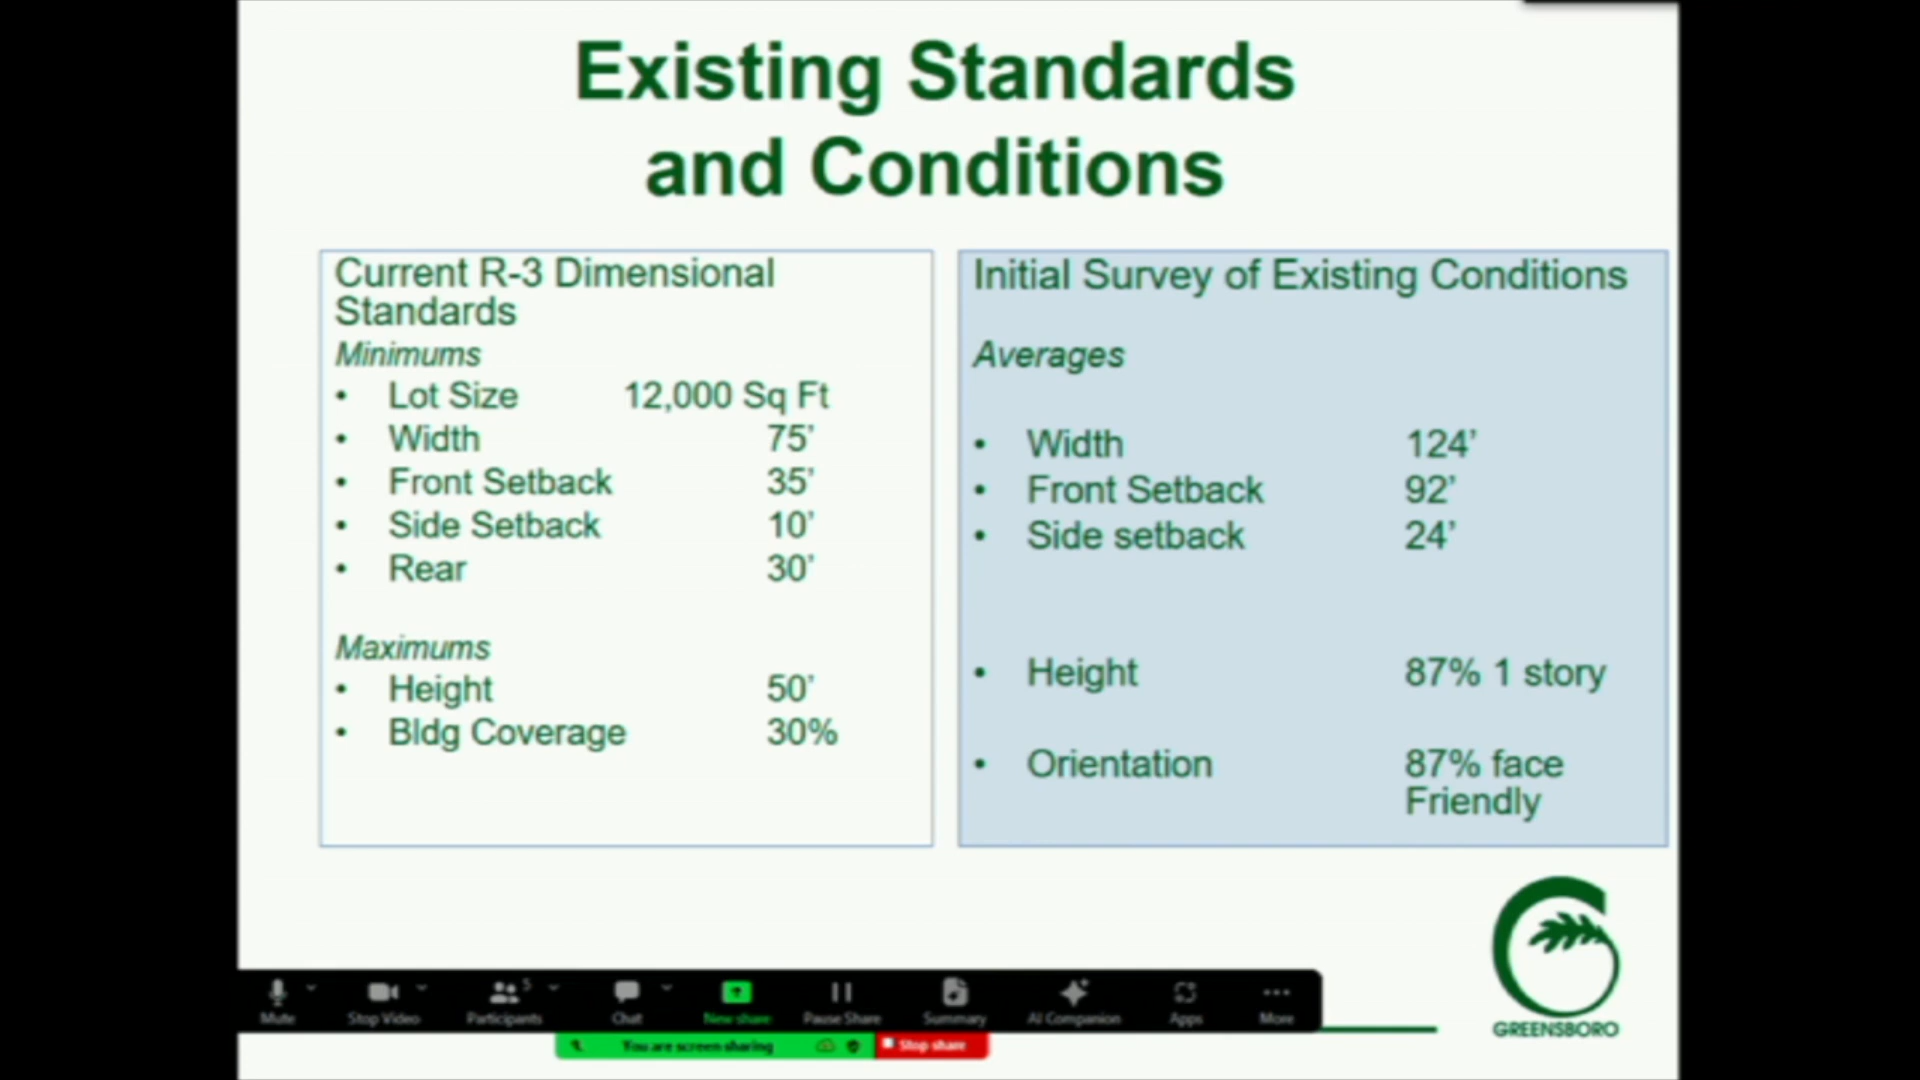 Existing Standards
and Conditions
Current R-3 Dimensional
Standards
Minimums
• Lot Size 12,000 Sq Ft
• Width 75’
• Front Setback 35’
• Side Setback 10’
• Rear 30’
Maximums
• Height 50’
• Bldg Coverage 30%
Initial Survey of Existing Conditions
Averages
• Width 124’
• Front Setback 92’
• Side setback 24’
• Height 87% 1 story
• Orientation 87% face
Friendly
GREENSBORO
5
Mute Stop Video Participants Chat New share Pause Share Summary AI Companion Apps More
You are screen sharing Stop share